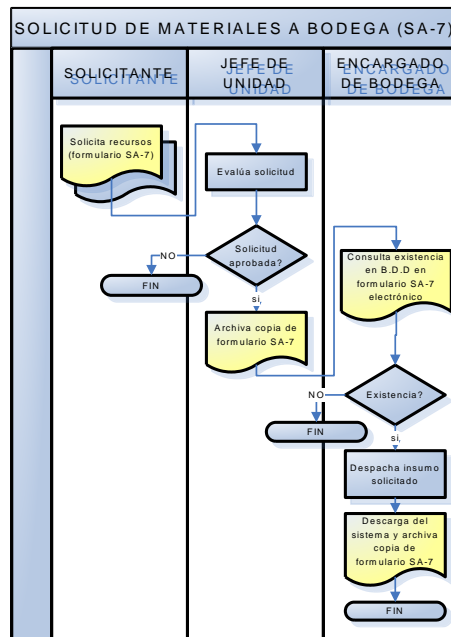 SOLICITUD DE MATERIALES A BODEGA (SA-7)
SOLICITANTE
JEFE DE
UNIDAD
ENCARGADO
DE BODEGA
Solicita recursos
(formulario SA-7)
Evalúa solicitud
Solicitud
aprobada?
NO
FIN
si,
Archiva copia de
formulario SA-7
Consulta existencia
en B.D.D en
formulario SA-7
electrónico
Existencia?
NO
FIN
si,
Despacha insumo
solicitado
Descarga del
sistema y archiva
copia de
formulario SA-7
FIN